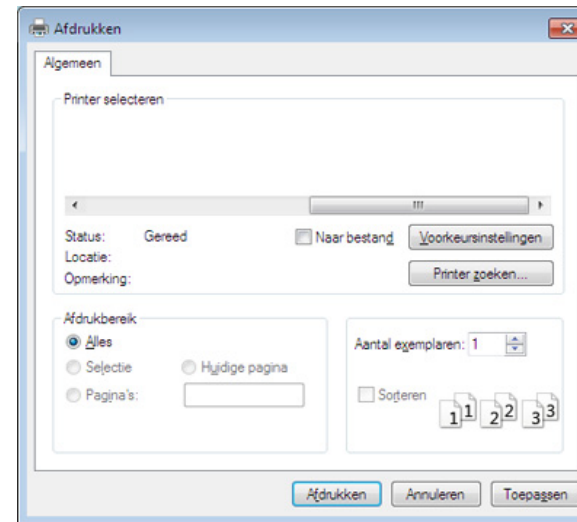 Afdrukken
Algemeen
Printer selecteren
Status: Gereed
Naar bestand
Voorkeursinstellingen
Locatie:
Opmerking:
Printer zoeken...
Afdrukbereik
Alles
Selectie
Huidige pagina
Pagina's:
Aantal exemplaren: 1
Sorteren
1 1 2 2 3 3
Afdrukken
Annuleren
Toepassen